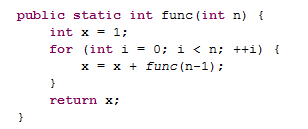 public static int func(int n) {
    int x = 1;
    for (int i = 0; i < n; ++i) {
        x = x + func(n-1);
    }
    return x;
}